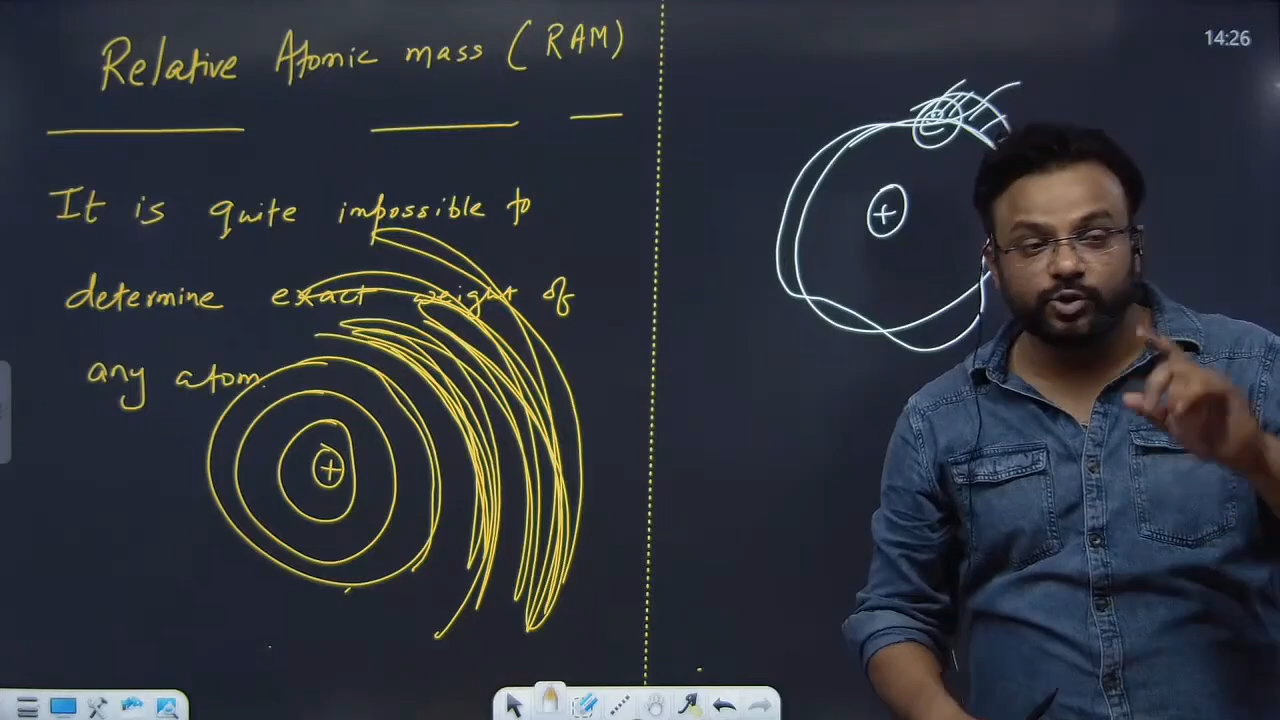 Relative Atomic mass (RAM)
14:26
It is quite impossible to
determine exact weight of
any atom.
+
+